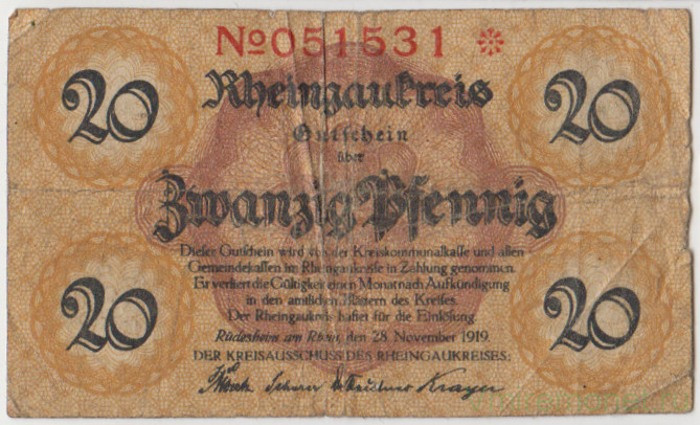 №051531
20 20
Rheingaukreis
Gutschein
über
Zwanzig Pfennig
Dieser Gutschein wird von der Kreiskommunalkasse und allen
Gemeindekassen im Rheingaukreise in Zahlung genommen.
Er verliert die Gültigkeit einen Monat nach Aufkündigung
in den amtlichen Blättern des Kreises.
Der Rheingaukreis haftet für die Einlösung.
20 20
Rüdesheim am Rhein, den 28. November 1919.
DER KREISAUSSCHUSS DES RHEINGAUKREISES:
Krayer